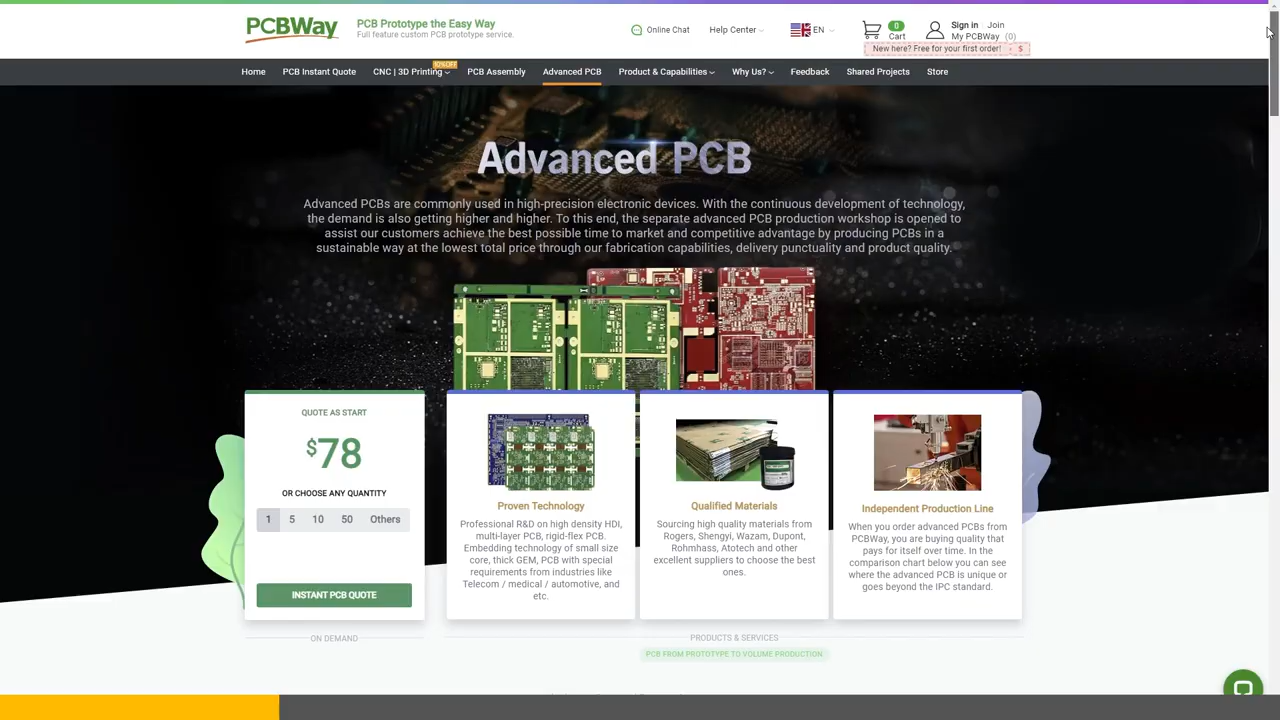 PCBWay
PCB Prototype the Easy Way
Full feature custom PCB prototype service.
Online Chat
Help Center
EN
0
Cart
Sign in Join
My PCBWay (0)
New here? Free for your first order! $
Home
PCB Instant Quote
CNC | 3D Printing
10%OFF
PCB Assembly
Advanced PCB
Product & Capabilities
Why Us?
Feedback
Shared Projects
Store
Advanced PCB
Advanced PCBs are commonly used in high-precision electronic devices. With the continuous development of technology,
the demand is also getting higher and higher. To this end, the separate advanced PCB production workshop is opened to
assist our customers achieve the best possible time to market and competitive advantage by producing PCBs in a
sustainable way at the lowest total price through our fabrication capabilities, delivery punctuality and product quality.
QUOTE AS START
$78
OR CHOOSE ANY QUANTITY
1 5 10 50 Others
INSTANT PCB QUOTE
ON DEMAND
Proven Technology
Professional R&D on high density HDI,
multi-layer PCB, rigid-flex PCB.
Embedding technology of small size
core, thick GEM, PCB with special
requirements from industries like
Telecom / medical / automotive, and
etc.
Qualified Materials
Sourcing high quality materials from
Rogers, Shengyi, Wazam, Dupont,
Rohmhass, Atotech and other
excellent suppliers to choose the best
ones.
Independent Production Line
When you order advanced PCBs from
PCBWay, you are buying quality that
pays for itself over time. In the
comparison chart below you can see
where the advanced PCB is unique or
goes beyond the IPC standard.
PRODUCTS & SERVICES
PCB FROM PROTOTYPE TO VOLUME PRODUCTION